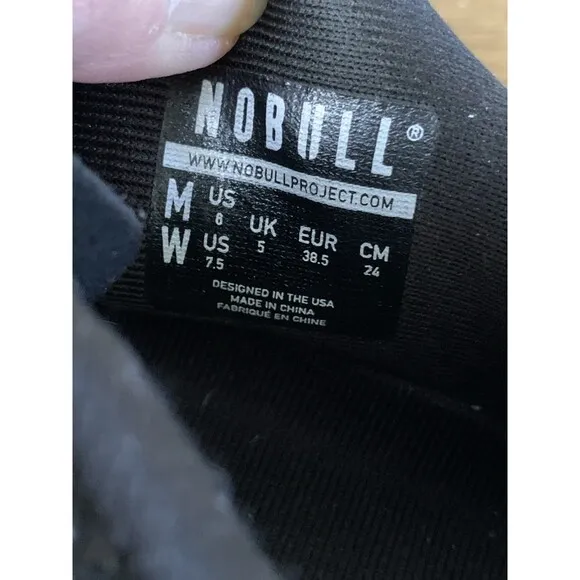 NOBULL®
WWW.NOBULLPROJECT.COM
M US 6 UK 5 EUR 38.5 CM 24
W US 7.5
DESIGNED IN THE USA
MADE IN CHINA
FABRIQUÉ EN CHINE